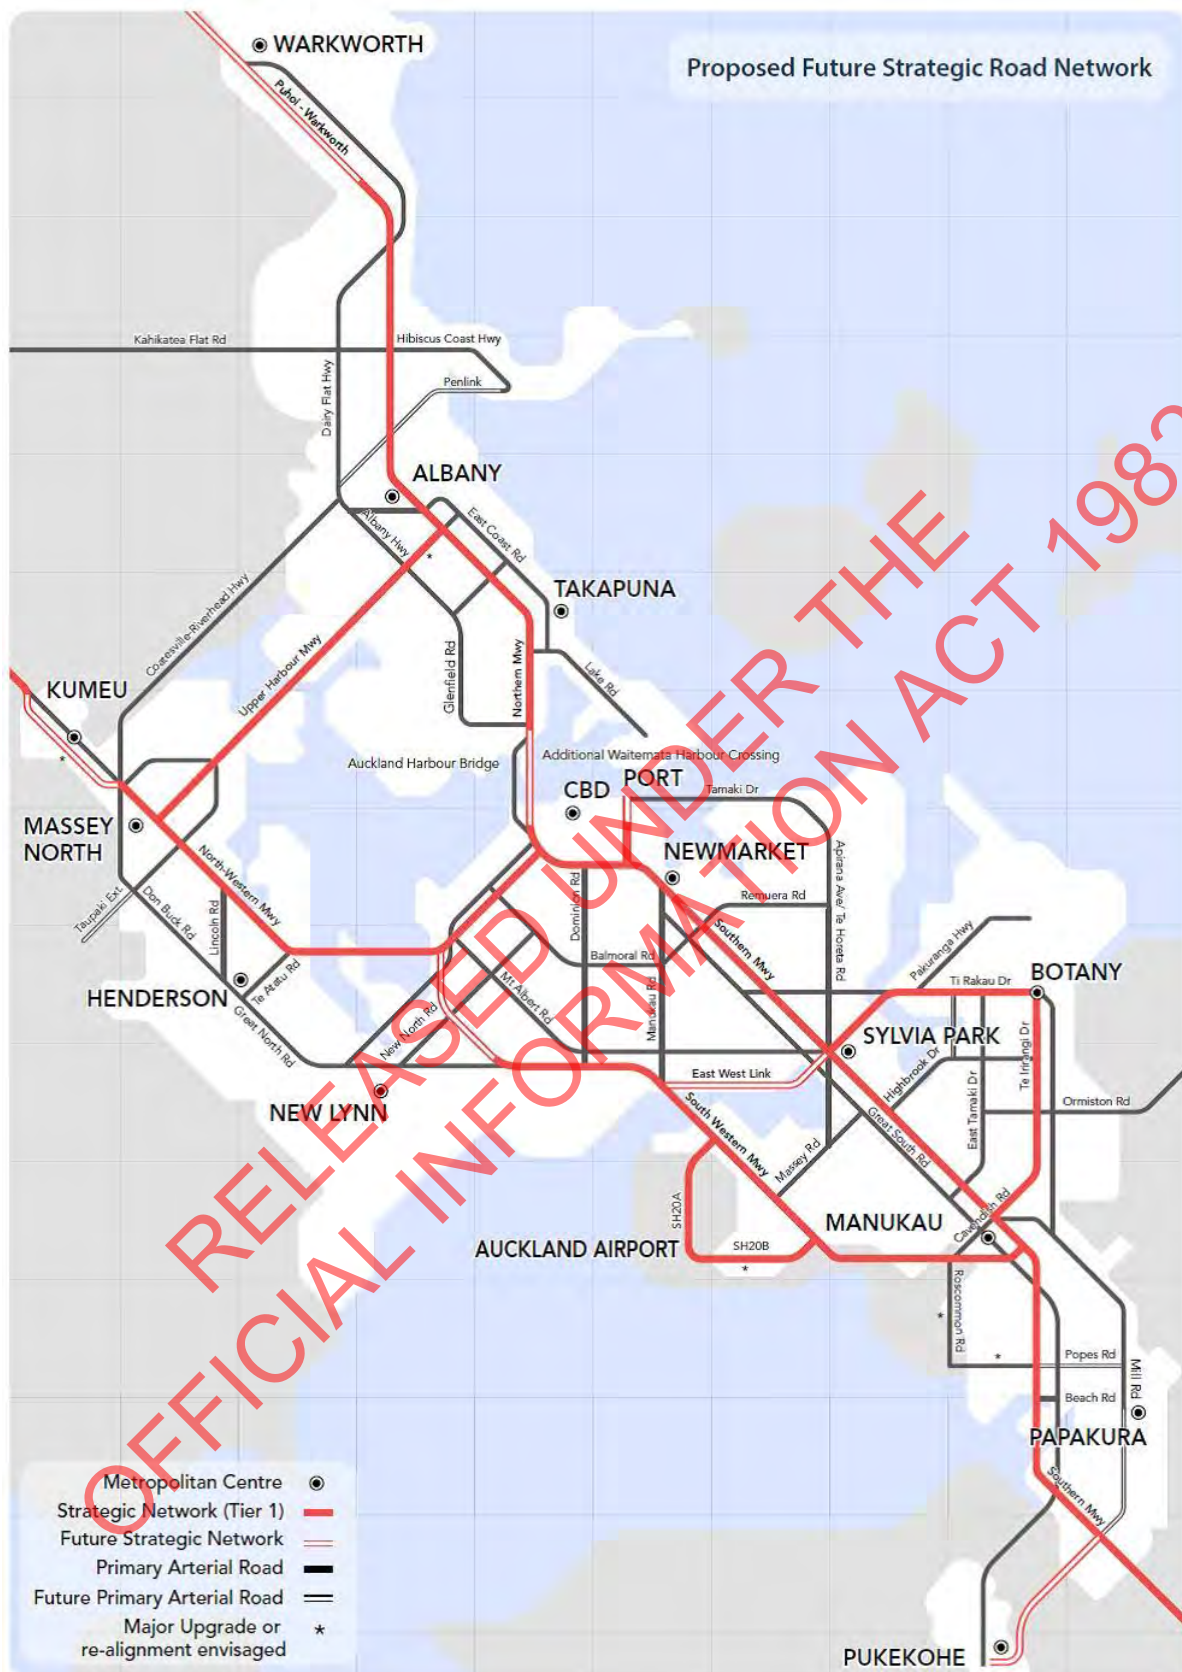 WARKWORTH
Proposed Future Strategic Road Network
Puhoi - Warkworth
Kahikatea Flat Rd
Hibiscus Coast Hwy
Penlink
Dairy Flat Hwy
ALBANY
Albany Hwy
East Coast Rd
*
TAKAPUNA
Coatesville-Riverhead Hwy
Upper Harbour Mwy
Glenfield Rd
Northern Mwy
Lake Rd
KUMEU
*
Auckland Harbour Bridge
Additional Waitemata Harbour Crossing
CBD
PORT
Tamaki Dr
MASSEY
NORTH
North-Western Mwy
NEWMARKET
Taupaki Ext.
Don Buck Rd
Lincoln Rd
Dominion Rd
Remuera Rd
Apirana Ave/ Te Horeta Rd
Southern Mwy
Pakuranga Hwy
Balmoral Rd
Te Atatu Rd
HENDERSON
Mt Albert Rd
Manukau Rd
Ti Rakau Dr
BOTANY
Great North Rd
New North Rd
SYLVIA PARK
East West Link
Highbrook Dr
Te Irirangi Dr
NEW LYNN
South Western Mwy
Great South Rd
East Tamaki Dr
Ormiston Rd
Massey Rd
SH20A
MANUKAU
Cavendish Rd
AUCKLAND AIRPORT
SH20B
*
Roscommon Rd
*
*
Popes Rd
Mill Rd
Beach Rd
PAPAKURA
Southern Mwy
PUKEKOHE
Metropolitan Centre
Strategic Network (Tier 1)
Future Strategic Network
Primary Arterial Road
Future Primary Arterial Road
Major Upgrade or *
re-alignment envisaged
RELEASED UNDER THE
OFFICIAL INFORMATION ACT 1982